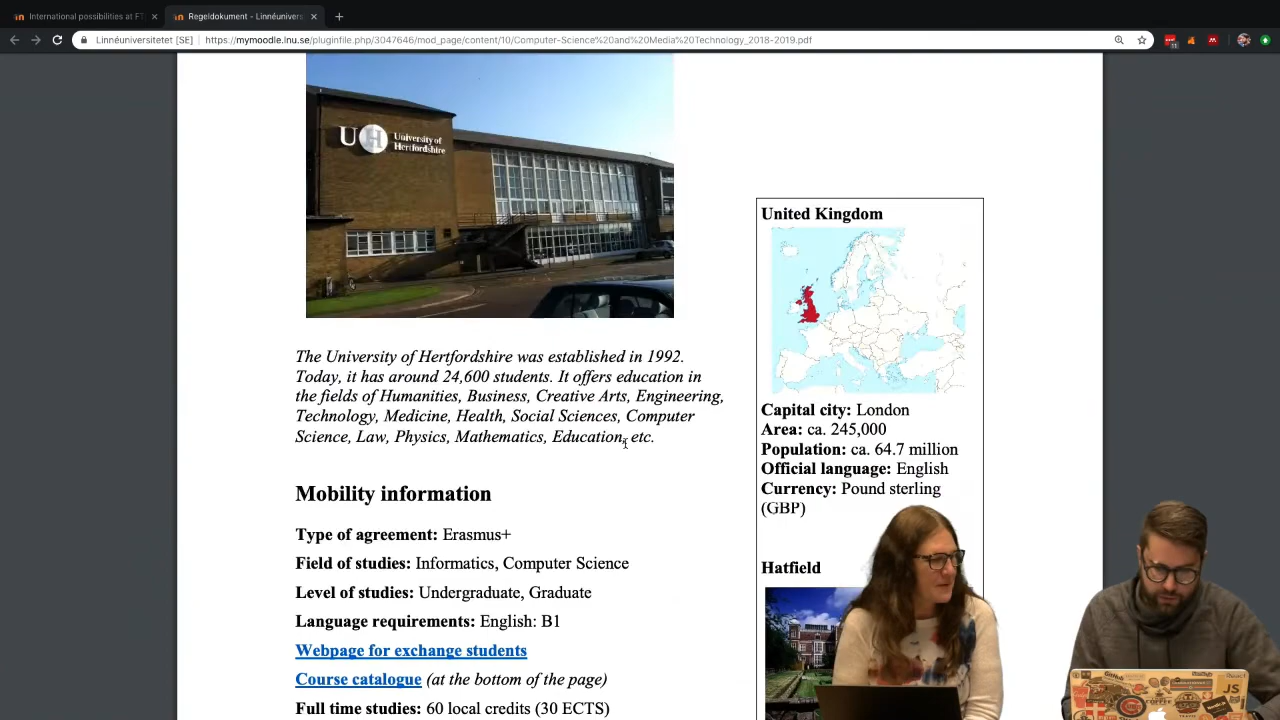 International possibilities at FT
Regeldokument - Linnéunivers
Linnéuniversitetet [SE]
https://mymoodle.lnu.se/pluginfile.php/3047646/mod_page/content/10/Computer-Science%20and%20Media%20Technology_2018-2019.pdf
UH University of
Hertfordshire
The University of Hertfordshire was established in 1992.
Today, it has around 24,600 students. It offers education in
the fields of Humanities, Business, Creative Arts, Engineering,
Technology, Medicine, Health, Social Sciences, Computer
Science, Law, Physics, Mathematics, Education, etc.
Mobility information
Type of agreement: Erasmus+
Field of studies: Informatics, Computer Science
Level of studies: Undergraduate, Graduate
Language requirements: English: B1
Webpage for exchange students
Course catalogue (at the bottom of the page)
Full time studies: 60 local credits (30 ECTS)
United Kingdom
Capital city: London
Area: ca. 245,000
Population: ca. 64.7 million
Official language: English
Currency: Pound sterling
(GBP)
Hatfield
GitHub
COFFEE
JS